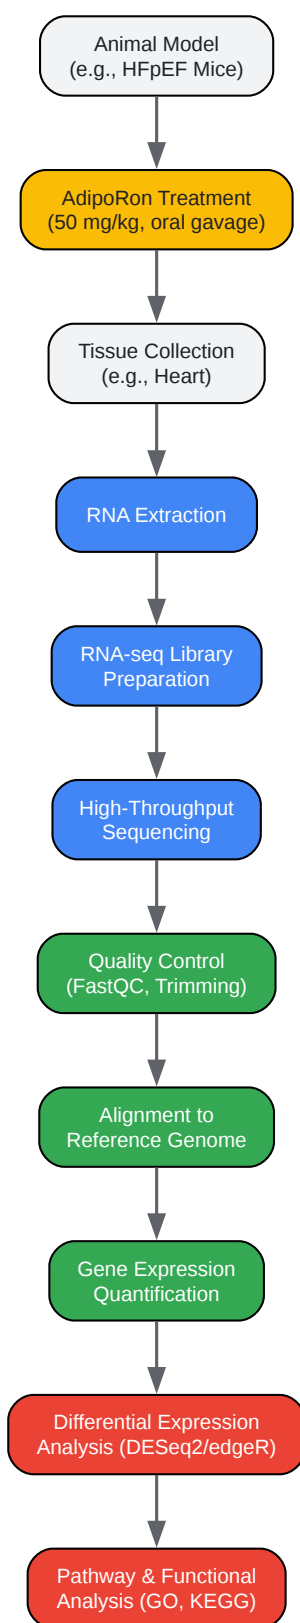 Animal Model
(e.g., HFpEF Mice)
AdipoRon Treatment
(50 mg/kg, oral gavage)
Tissue Collection
(e.g., Heart)
RNA Extraction
RNA-seq Library
Preparation
High-Throughput
Sequencing
Quality Control
(FastQC, Trimming)
Alignment to
Reference Genome
Gene Expression
Quantification
Differential Expression
Analysis (DESeq2/edgeR)
Pathway & Functional
Analysis (GO, KEGG)